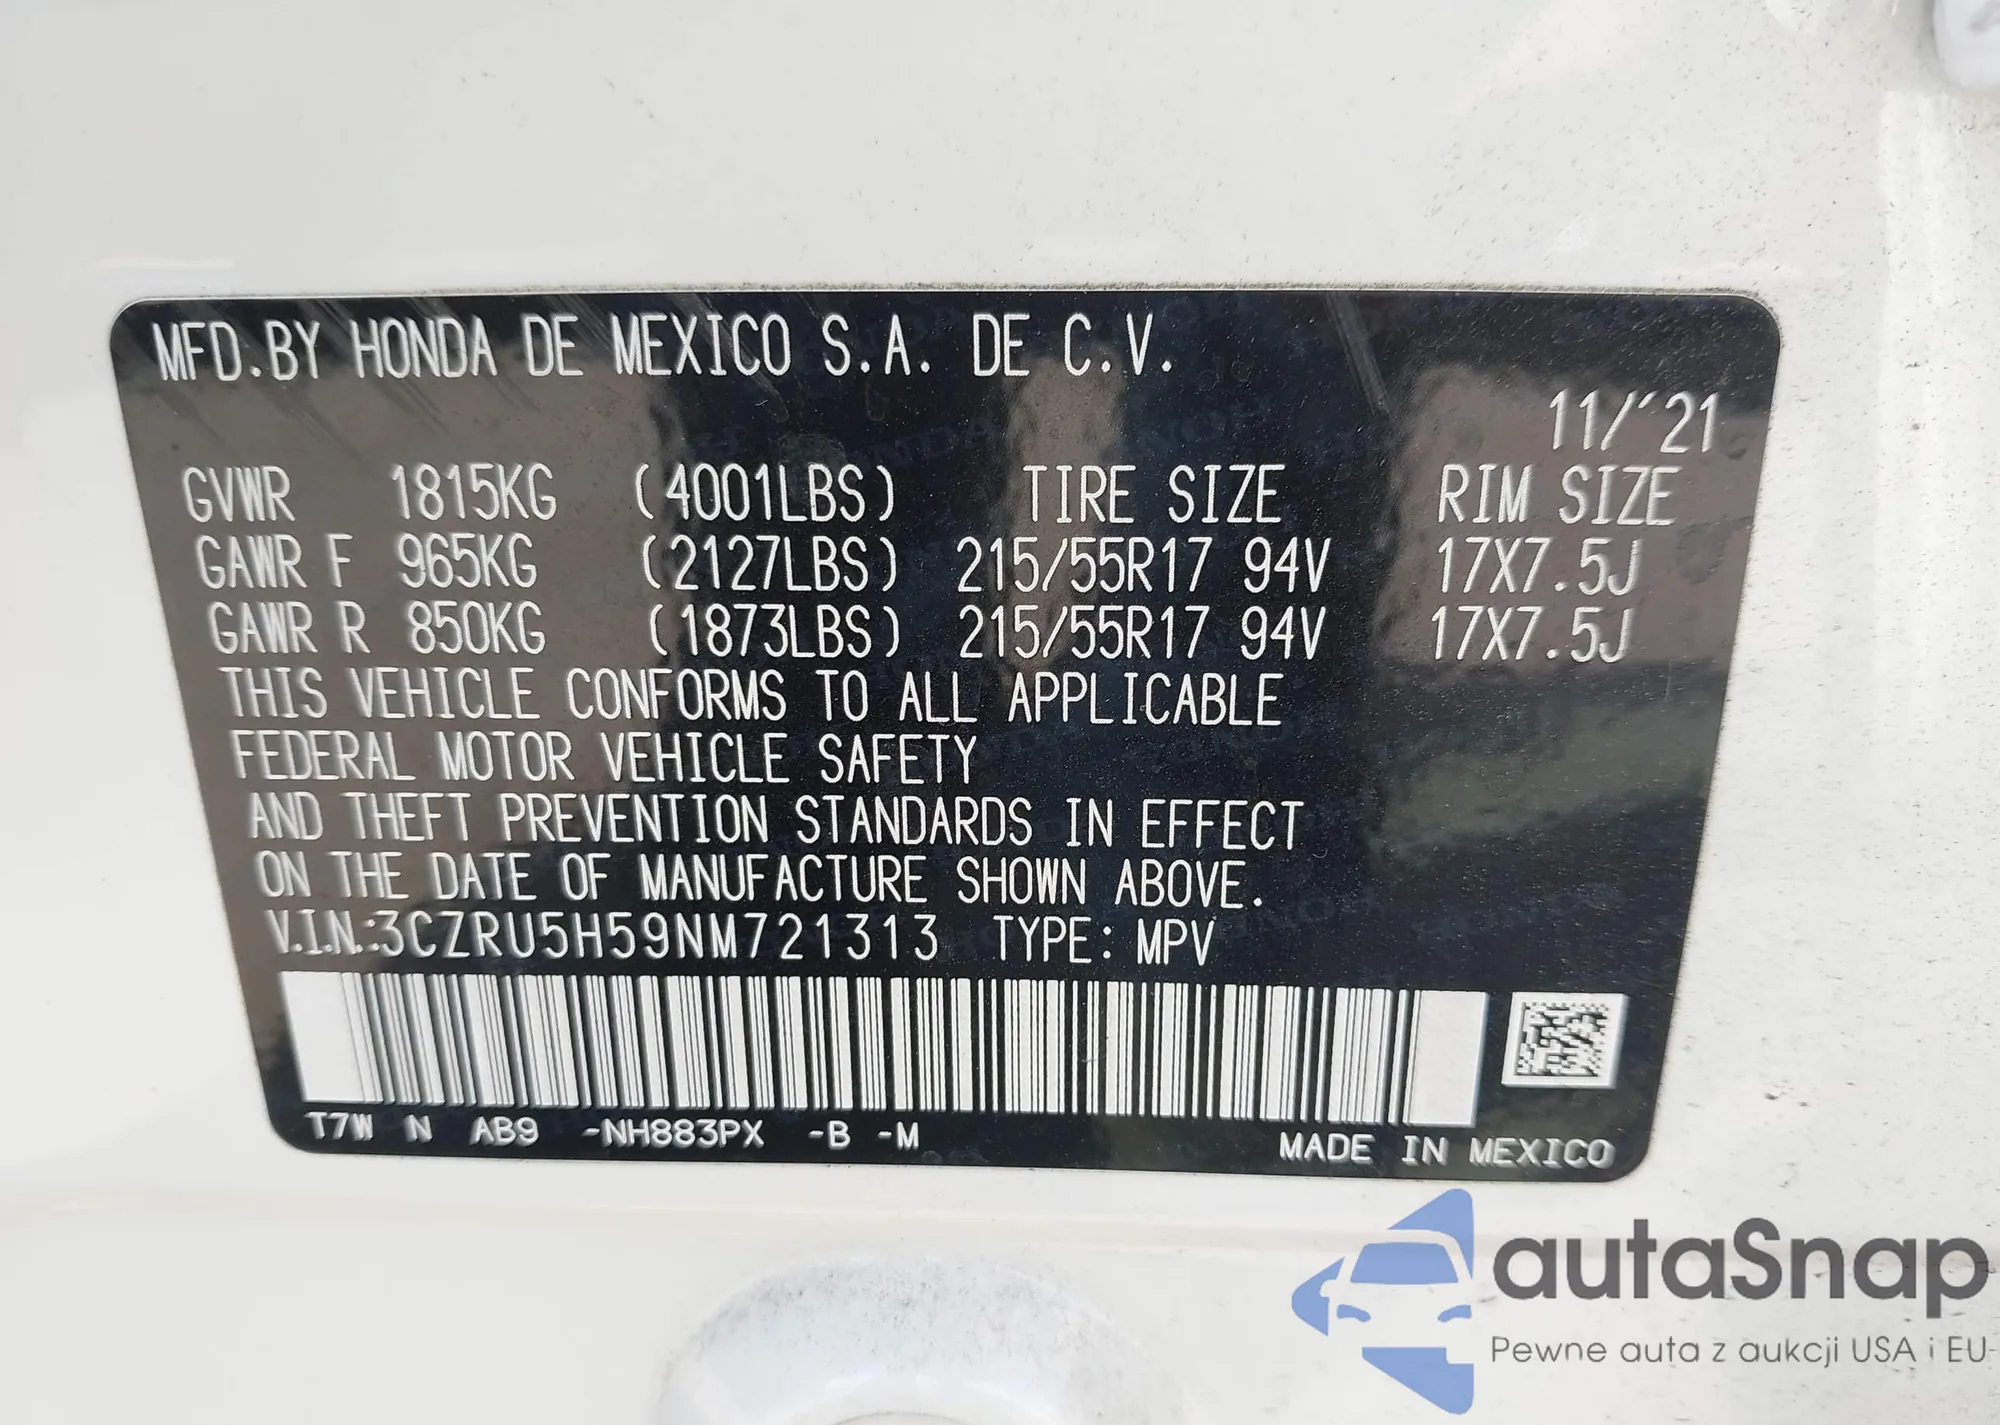 MFD.BY HONDA DE MEXICO S.A. DE C.V.
11/'21
GVWR 1815KG (4001LBS) TIRE SIZE RIM SIZE
GAWR F 965KG (2127LBS) 215/55R17 94V 17X7.5J
GAWR R 850KG (1873LBS) 215/55R17 94V 17X7.5J
THIS VEHICLE CONFORMS TO ALL APPLICABLE
FEDERAL MOTOR VEHICLE SAFETY
AND THEFT PREVENTION STANDARDS IN EFFECT
ON THE DATE OF MANUFACTURE SHOWN ABOVE.
V.I.N.:3CZRU5H59NM721313 TYPE: MPV
T7W N AB9 -NH883PX -B -M MADE IN MEXICO
autaSnap
Pewne auta z aukcji USA i EU